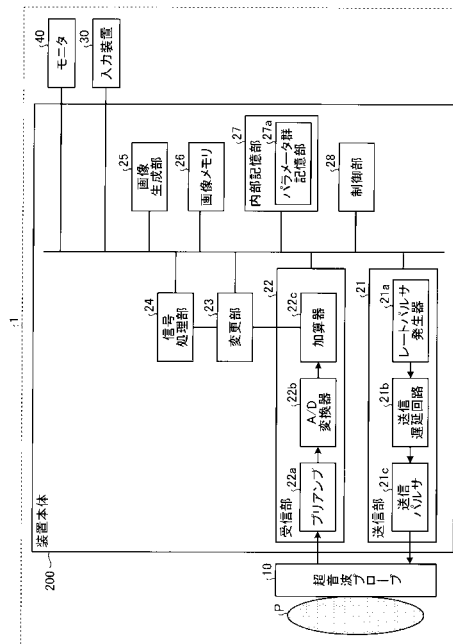 1
40
モニタ
30
入力装置
装置本体
200
25
画像
生成部
26
画像メモリ
27
内部記憶部
27a
パラメータ群
記憶部
28
制御部
24
信号
処理部
23
変更部
22
受信部
22a
プリアンプ
22b
A/D
変換器
22c
加算器
21
送信部
21c
送信
パルサ
21b
送信
遅延回路
21a
レートパルサ
発生器
10
超音波プローブ
P